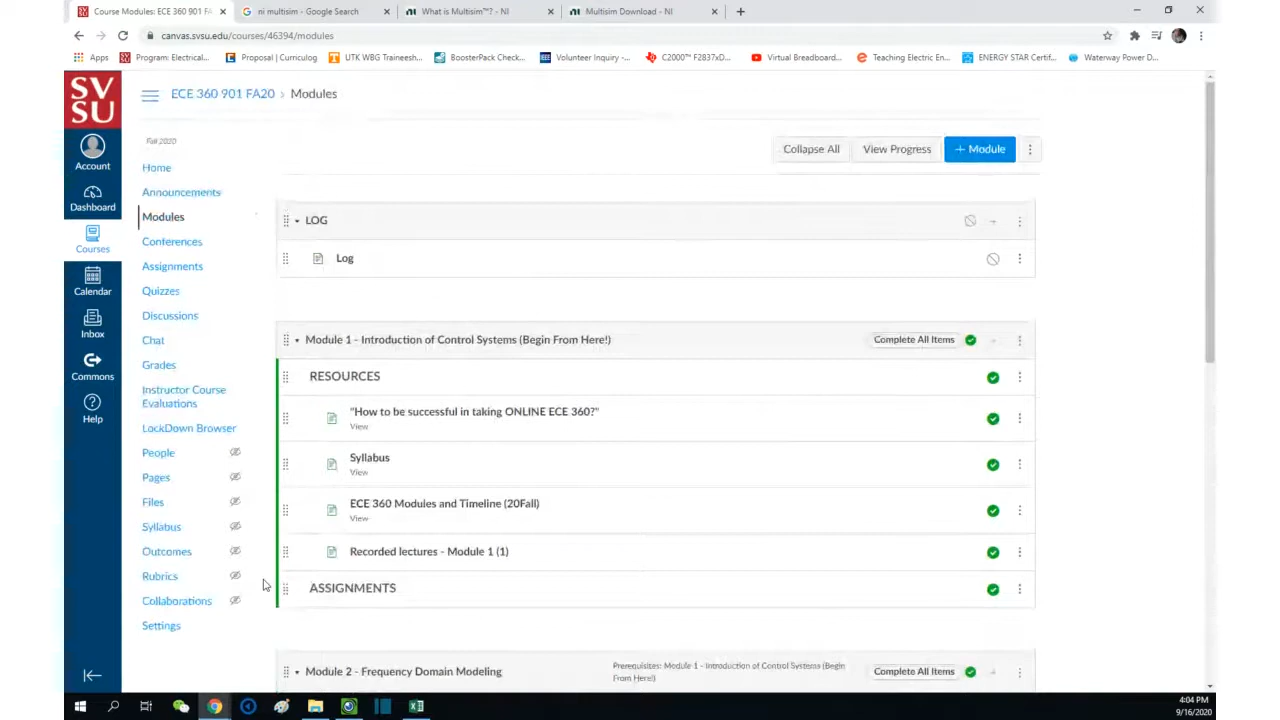 Course Modules: ECE 360 901 FA
ni multisim - Google Search
What is Multisim™? - NI
Multisim Download - NI
canvas.svsu.edu/courses/46394/modules
Apps
Program: Electrical...
Proposal | Curriculog
UTK WBG Traineesh...
BoosterPack Check...
Volunteer Inquiry -...
C2000™ F2837xD...
Virtual Breadboard...
Teaching Electric En...
ENERGY STAR Certif...
Waterway Power D...
SV
SU
ECE 360 901 FA20 > Modules
Account
Dashboard
Courses
Calendar
Inbox
Commons
Help
Fall 2020
Home
Announcements
Modules
Conferences
Assignments
Quizzes
Discussions
Chat
Grades
Instructor Course
Evaluations
LockDown Browser
People
Pages
Files
Syllabus
Outcomes
Rubrics
Collaborations
Settings
Collapse All
View Progress
+ Module
LOG
Log
Module 1 - Introduction of Control Systems (Begin From Here!)
Complete All Items
RESOURCES
"How to be successful in taking ONLINE ECE 360?"
View
Syllabus
View
ECE 360 Modules and Timeline (20Fall)
View
Recorded lectures - Module 1 (1)
ASSIGNMENTS
Module 2 - Frequency Domain Modeling
Prerequisites: Module 1 - Introduction of Control Systems (Begin
From Here!)
Complete All Items
4:04 PM
9/16/2020